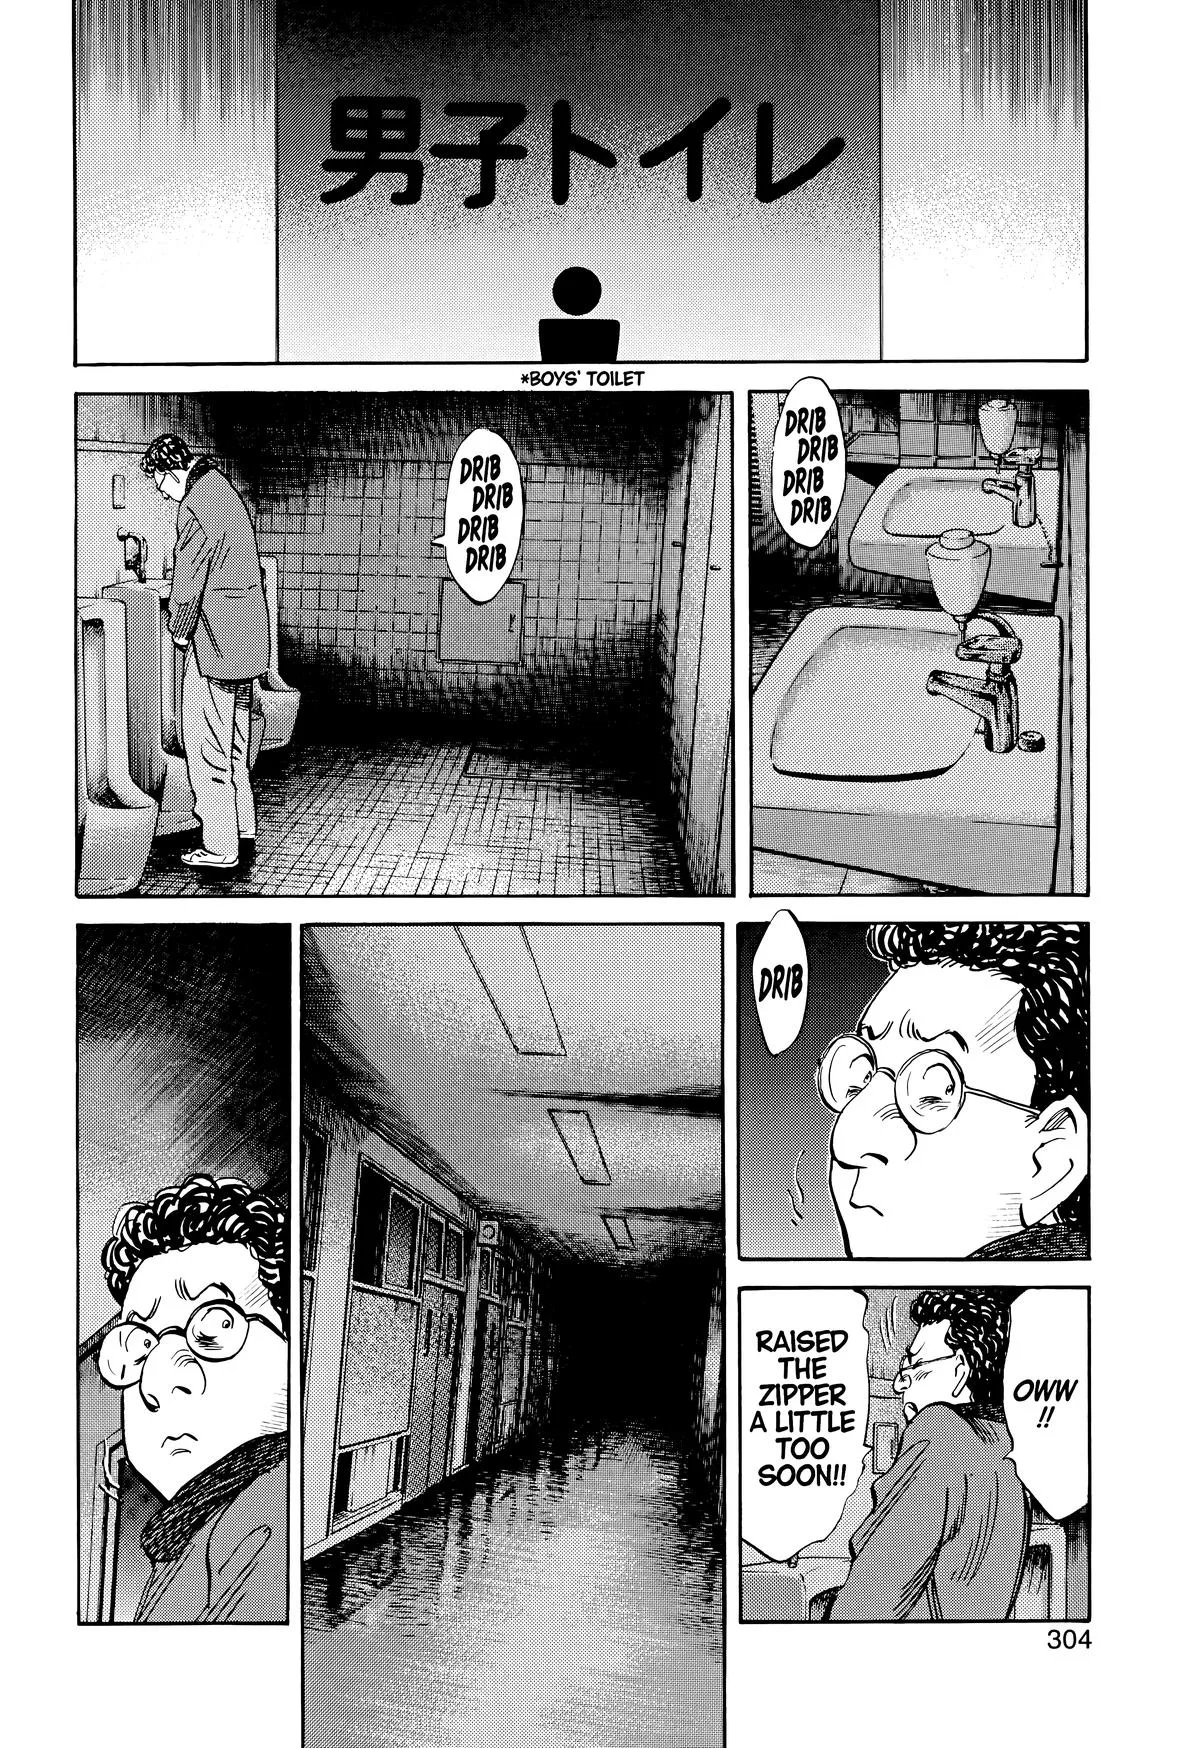 男子トイレ
*BOYS' TOILET
DRIB
DRIB
DRIB
DRIB
DRIB
DRIB
DRIB
DRIB
DRIB
OWW
!!
RAISED
THE
ZIPPER
A LITTLE
TOO
SOON!!
304